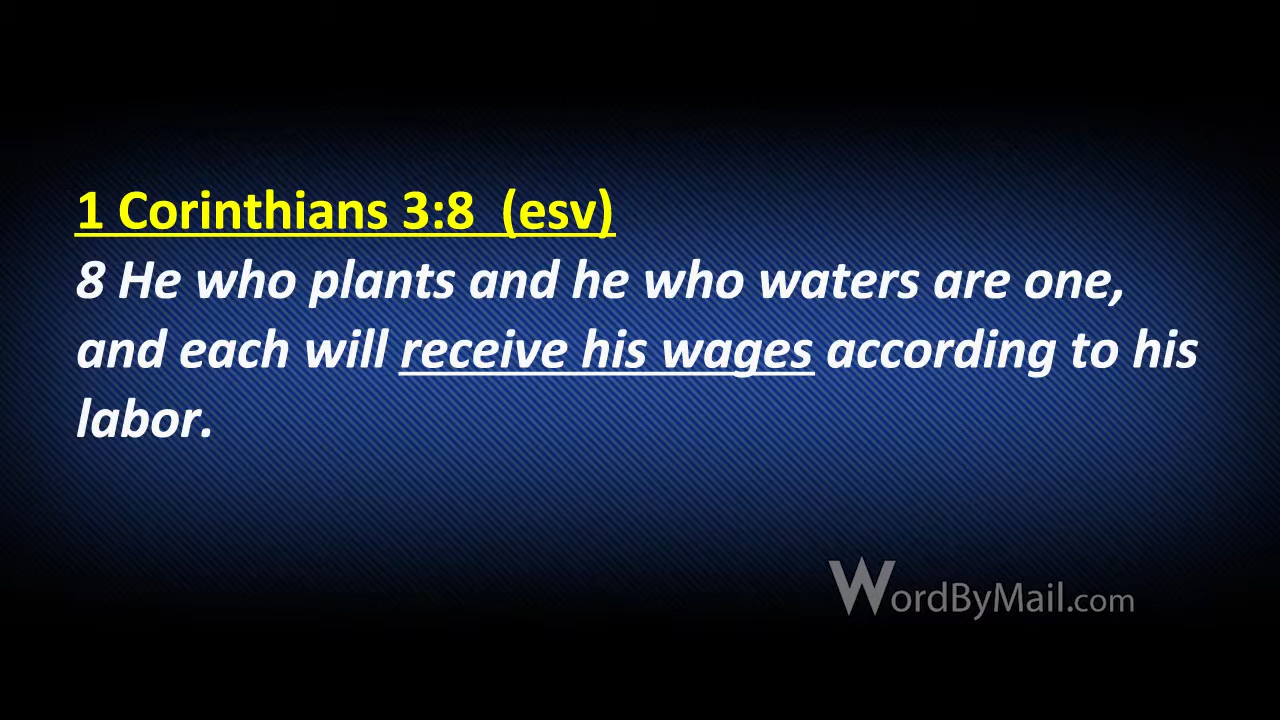 1 Corinthians 3:8  (esv)
8 He who plants and he who waters are one,
and each will receive his wages according to his
labor.
WordByMail.com